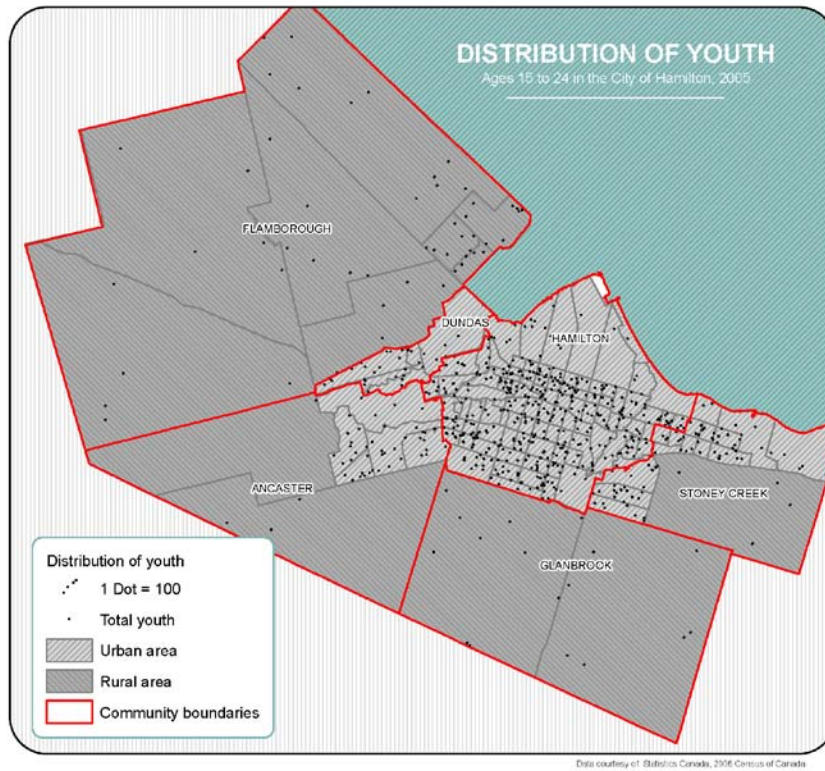 DISTRIBUTION OF YOUTH
Ages 15 to 24 in the City of Hamilton, 2005
FLAMBOROUGH
DUNDAS
HAMILTON
ANCASTER
STONEY CREEK
GLANBROOK
Distribution of youth
1 Dot = 100
Total youth
Urban area
Rural area
Community boundaries
Data courtesy of: Statistics Canada, 2006 Census of Canada